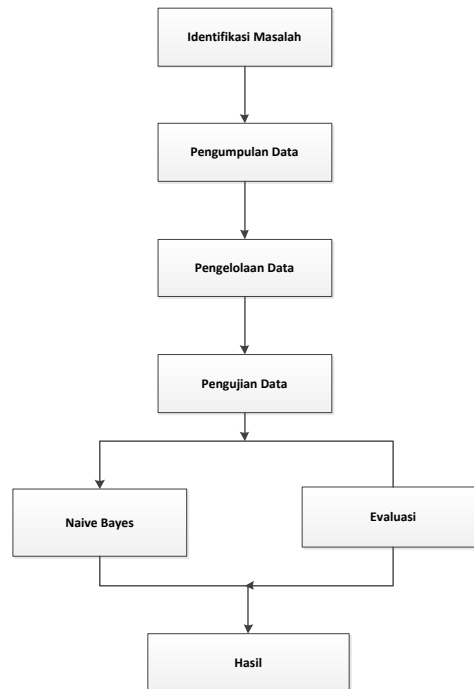 Identifikasi Masalah
Pengumpulan Data
Pengelolaan Data
Pengujian Data
Naive Bayes
Evaluasi
Hasil